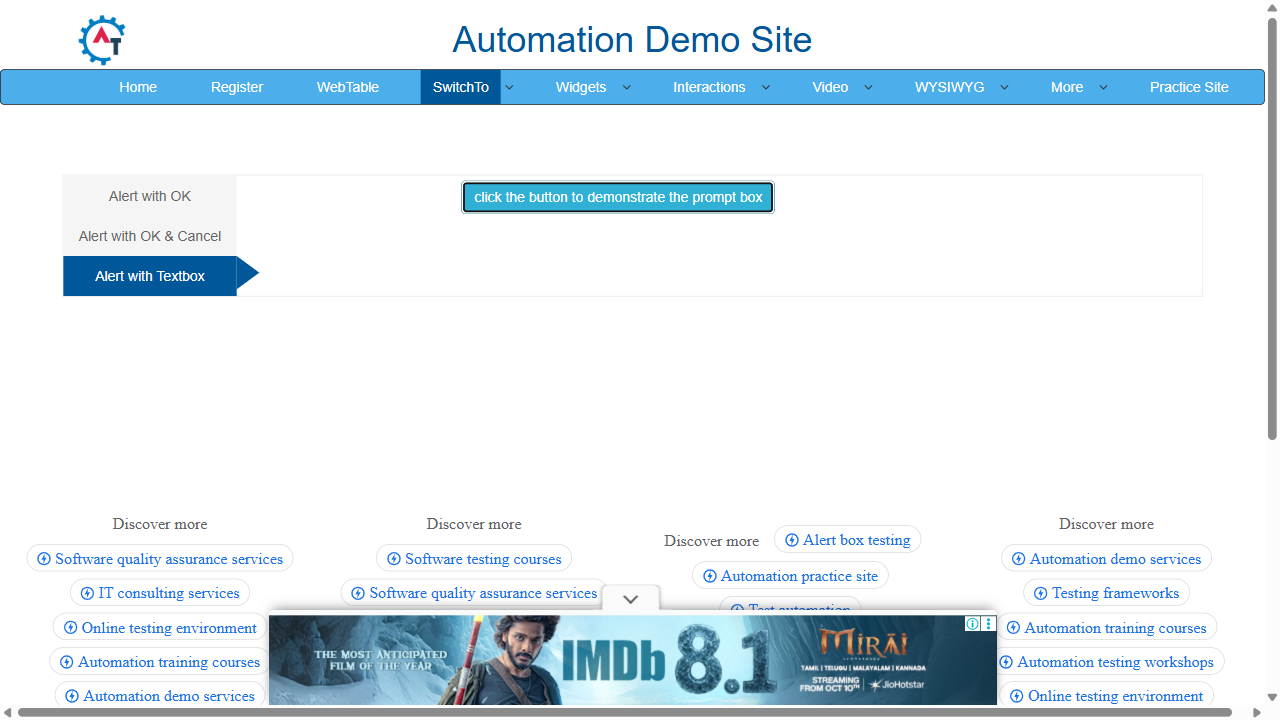 AT
Automation Demo Site
Home Register WebTable SwitchTo Widgets Interactions Video WYSIWYG More Practice Site
Alert with OK
click the button to demonstrate the prompt box
Alert with OK & Cancel
Alert with Textbox
Discover more
Software quality assurance services
IT consulting services
Online testing environment
Automation training courses
Automation demo services
Discover more
Software testing courses
Software quality assurance services
Discover more
Alert box testing
Automation practice site
Test automation
Discover more
Automation demo services
Testing frameworks
Automation training courses
Automation testing workshops
Online testing environment
THE MOST ANTICIPATED
FILM OF THE YEAR
IMDb 8.1
MIRAI
TAMIL | TELUGU | MALAYALAM | KANNADA
STREAMING
FROM OCT 10TH
JioHotstar